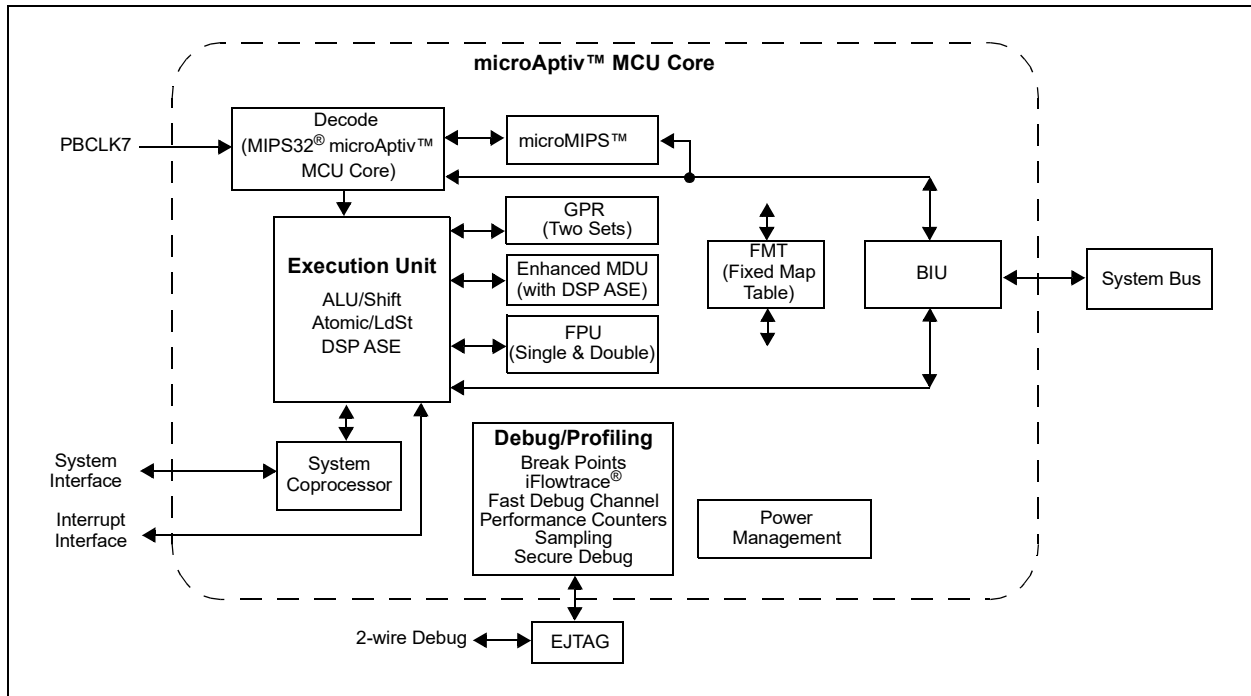 microAptiv™ MCU Core
PBCLK7
Decode
(MIPS32® microAptiv™
MCU Core)
microMIPS™
GPR
(Two Sets)
Execution Unit
ALU/Shift
Atomic/LdSt
DSP ASE
Enhanced MDU
(with DSP ASE)
FPU
(Single & Double)
FMT
(Fixed Map
Table)
BIU
System Bus
System
Interface
System
Coprocessor
Interrupt
Interface
Debug/Profiling
Break Points
iFlowtrace®
Fast Debug Channel
Performance Counters
Sampling
Secure Debug
Power
Management
2-wire Debug
EJTAG